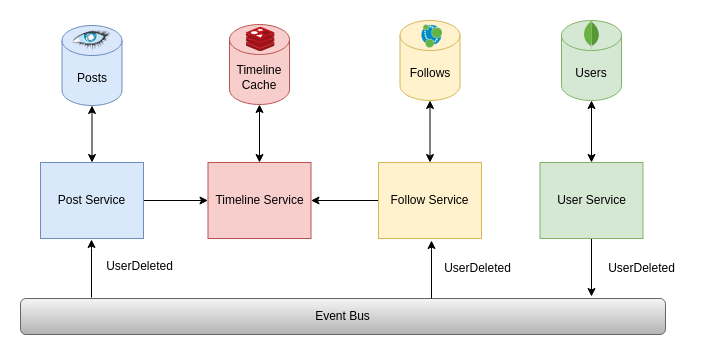 Posts
Timeline
Cache
Follows
Users
Post Service
Timeline Service
Follow Service
User Service
UserDeleted
UserDeleted
UserDeleted
Event Bus